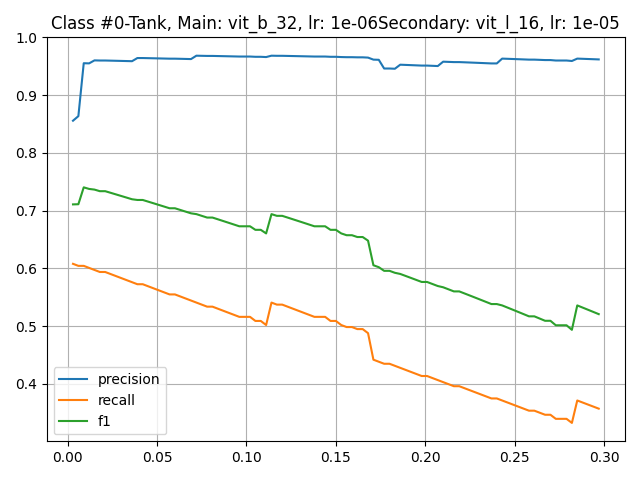 Class #0-Tank, Main: vit_b_32, lr: 1e-06Secondary: vit_l_16, lr: 1e-05
1.0
0.9
0.8
0.7
0.6
0.5
0.4
precision
recall
f1
0.00 0.05 0.10 0.15 0.20 0.25 0.30